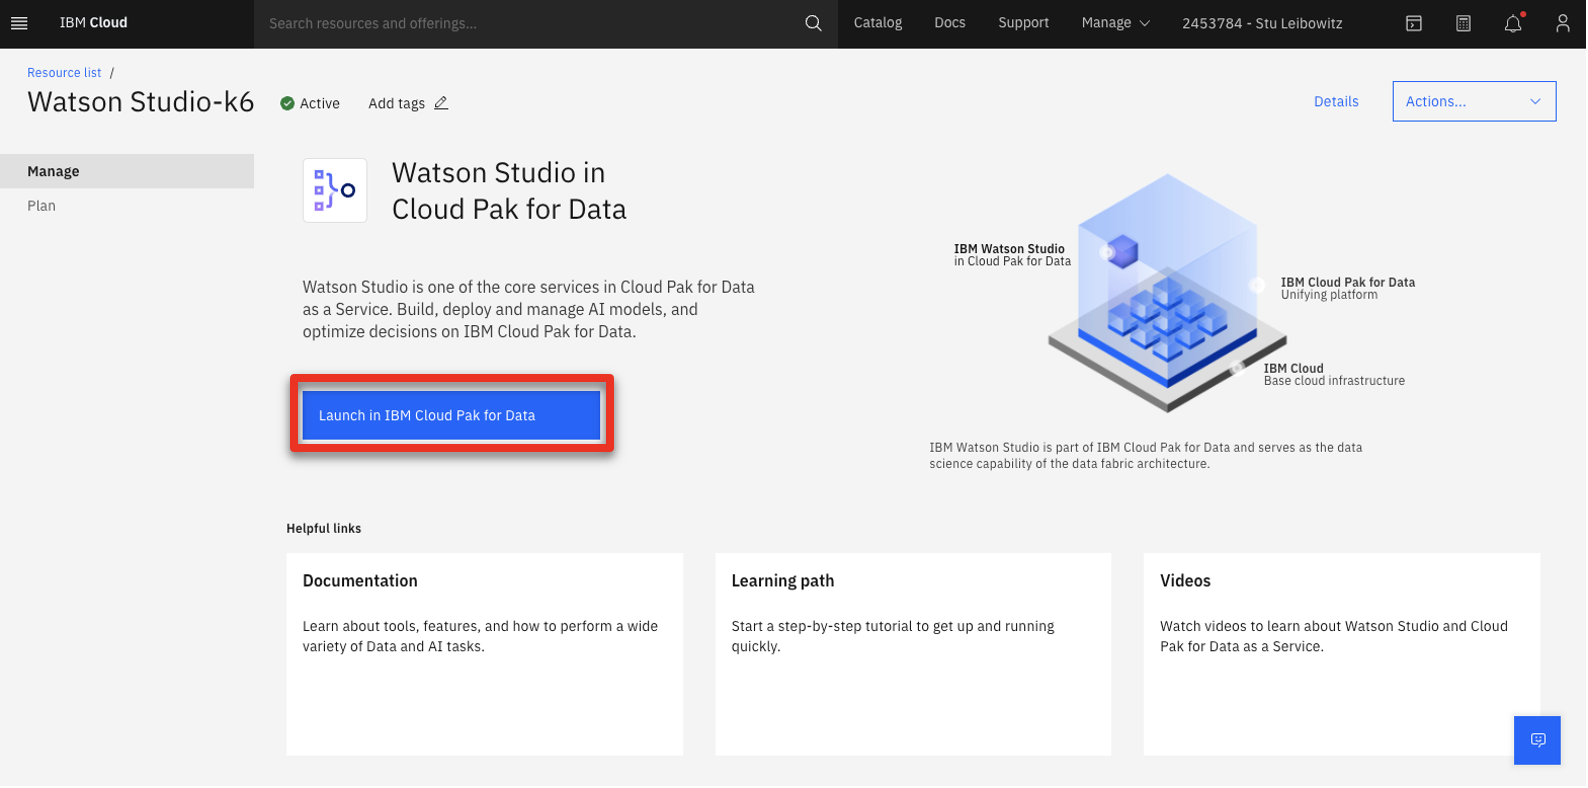 IBM Cloud
Search resources and offerings...
Catalog
Docs
Support
Manage
2453784 - Stu Leibowitz
Resource list /
Watson Studio-k6
Active
Add tags
Details
Actions...
Manage
Plan
Watson Studio in
Cloud Pak for Data
Watson Studio is one of the core services in Cloud Pak for Data
as a Service. Build, deploy and manage AI models, and
optimize decisions on IBM Cloud Pak for Data.
Launch in IBM Cloud Pak for Data
IBM Watson Studio
in Cloud Pak for Data
IBM Cloud Pak for Data
Unifying platform
IBM Cloud
Base cloud infrastructure
IBM Watson Studio is part of IBM Cloud Pak for Data and serves as the data
science capability of the data fabric architecture.
Helpful links
Documentation
Learn about tools, features, and how to perform a wide
variety of Data and AI tasks.
Learning path
Start a step-by-step tutorial to get up and running
quickly.
Videos
Watch videos to learn about Watson Studio and Cloud
Pak for Data as a Service.